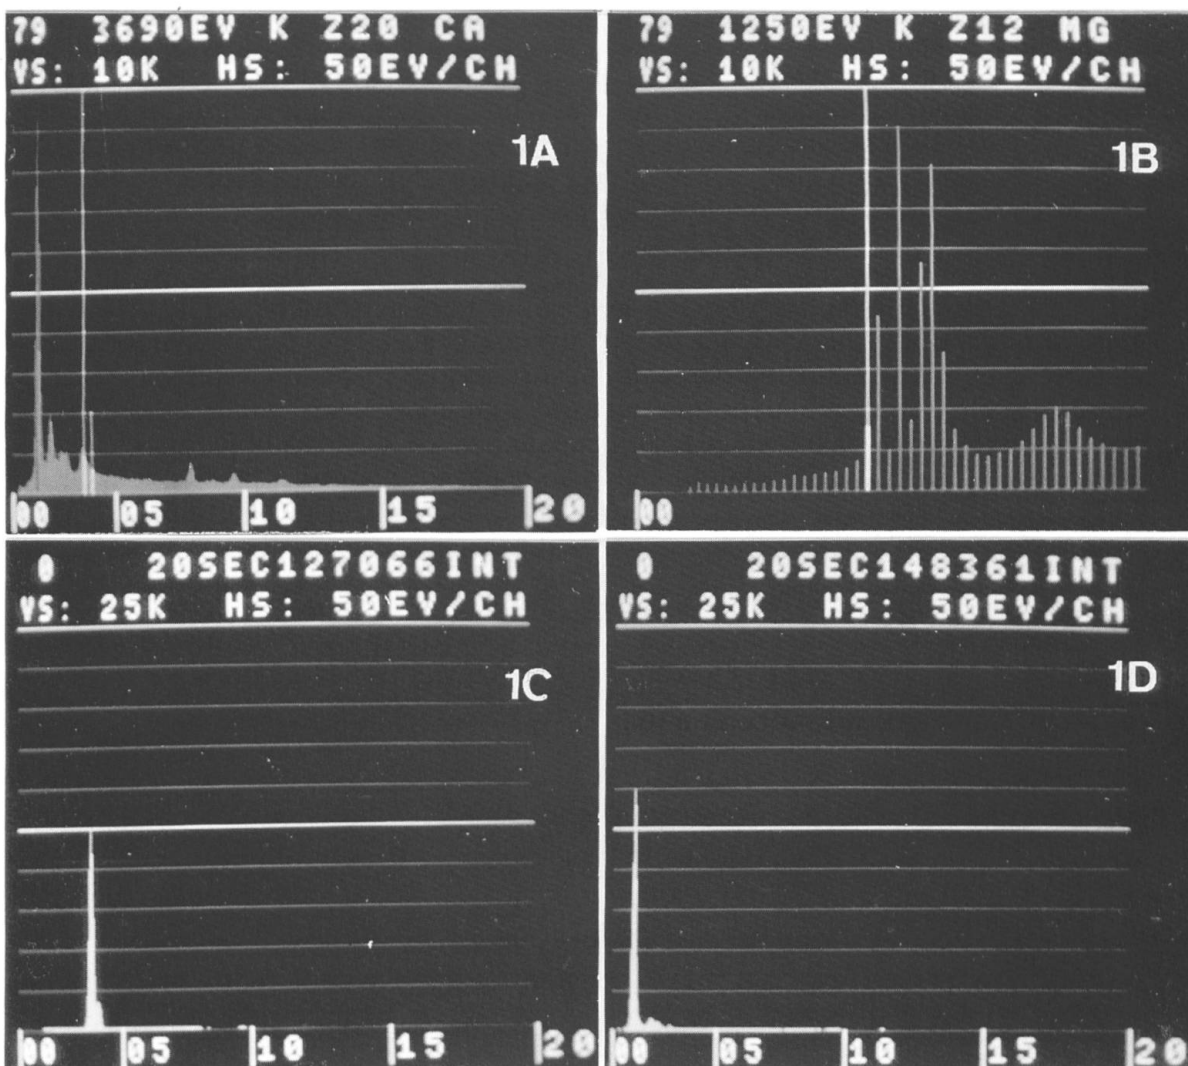 79 3690EV K Z20 CA
VS: 10K HS: 50EV/CH
1A
00 05 10 15 20
79 1250EV K Z12 MG
VS: 10K HS: 50EV/CH
1B
00
0 20SEC127066INT
VS: 25K HS: 50EV/CH
1C
00 05 10 15 20
0 20SEC148361INT
VS: 25K HS: 50EV/CH
1D
00 05 10 15 20